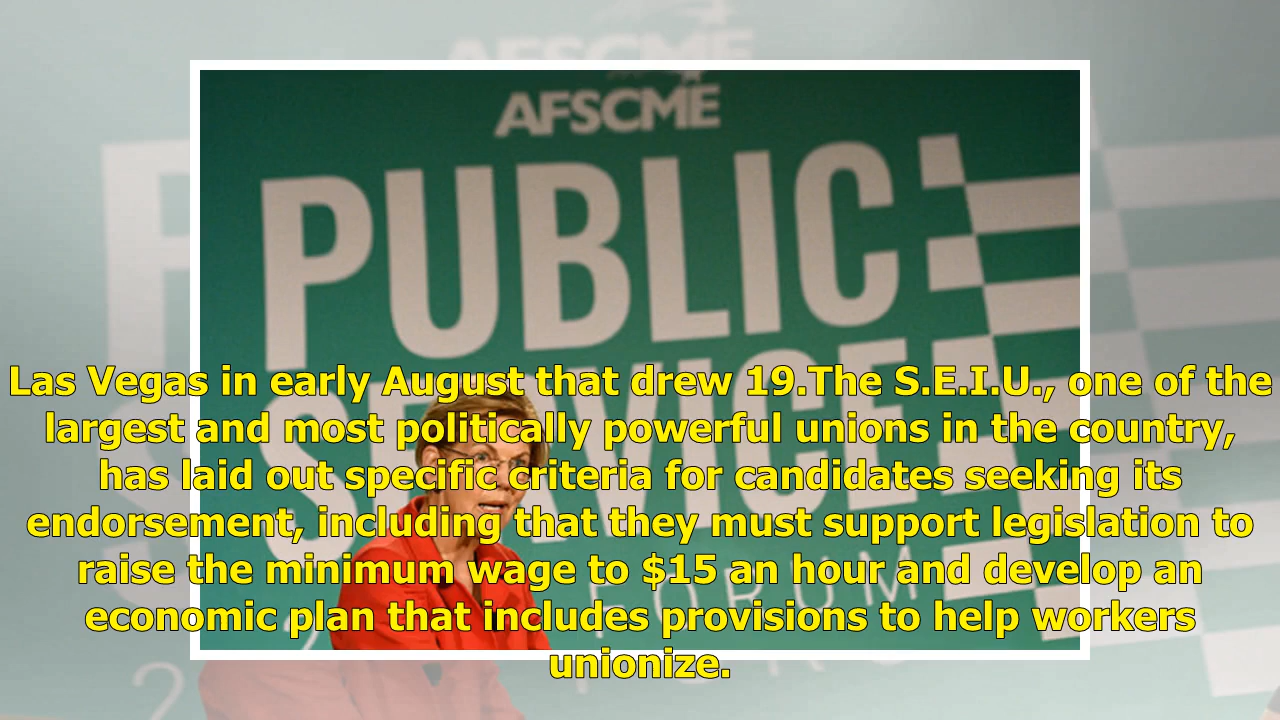 AFSCME
AFSCME
PUBLIC
SERVICE
FORUM
Las Vegas in early August that drew 19.The S.E.I.U., one of the
largest and most politically powerful unions in the country,
has laid out specific criteria for candidates seeking its
endorsement, including that they must support legislation to
raise the minimum wage to $15 an hour and develop an
economic plan that includes provisions to help workers
unionize.